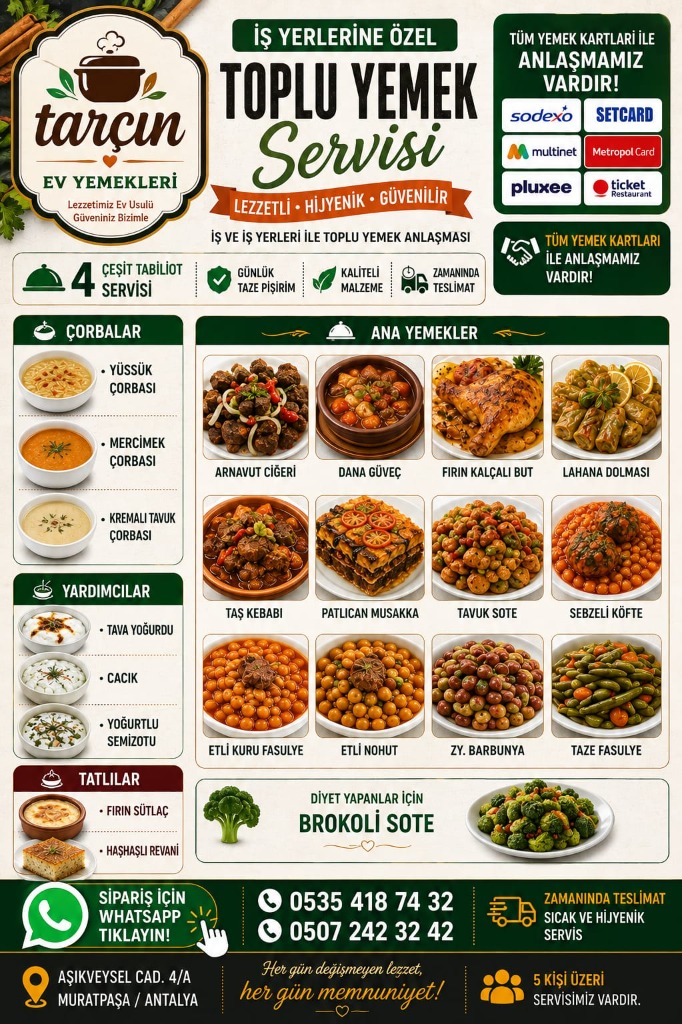 tarçın
EV YEMEKLERİ
Lezzetimiz Ev Usulü
Güveniniz Bizimle
İŞ YERLERİNE ÖZEL
TOPLU YEMEK
Servisi
LEZZETLİ • HİJYENİK • GÜVENİLİR
İŞ VE İŞ YERLERİ İLE TOPLU YEMEK ANLAŞMASI
TÜM YEMEK KARTLARI İLE
ANLAŞMAMIZ
VARDIR!
sodexo
SETCARD
multinet
MetropolCard
pluxee
ticket
Restaurant
TÜM YEMEK KARTLARI
İLE ANLAŞMAMIZ
VARDIR!
4 ÇEŞİT TABİLİOT
SERVİSİ
GÜNLÜK
TAZE PİŞİRİM
KALİTELİ
MALZEME
ZAMANINDA
TESLİMAT
ÇORBALAR
• YÜSSÜK
ÇORBASI
• MERCİMEK
ÇORBASI
• KREMALI TAVUK
ÇORBASI
YARDIMCILAR
• TAVA YOĞURDU
• CACIK
• YOĞURTLU
SEMİZOTU
TATLILAR
• FIRIN SÜTLAÇ
• HAŞHAŞLI REVANİ
ANA YEMEKLER
ARNAVUT CİĞERİ
DANA GÜVEÇ
FIRIN KALÇALI BUT
LAHANA DOLMASI
TAŞ KEBABI
PATLICAN MUSAKKA
TAVUK SOTE
SEBZELİ KÖFTE
ETLİ KURU FASULYE
ETLİ NOHUT
ZY. BARBUNYA
TAZE FASULYE
DİYET YAPANLAR İÇİN
BROKOLİ SOTE
SİPARİŞ İÇİN
WHATSAPP
TIKLAYIN!
0535 418 74 32
0507 242 32 42
ZAMANINDA TESLİMAT
SICAK VE HİJYENİK
SERVİS
AŞIKVEYSEL CAD. 4/A
MURATPAŞA / ANTALYA
Her gün değişmeyen lezzet,
her gün memnuniyet!
5 KİŞİ ÜZERİ
SERVİSİMİZ VARDIR.